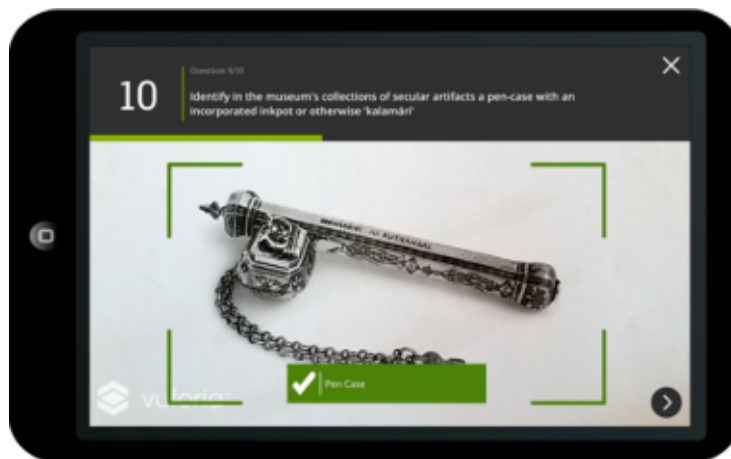 10
Question 9/10
Identify in the museum's collections of secular artifacts a pen-case with an
incorporated inkpot or otherwise 'kalamári'
Pen Case
vuforia